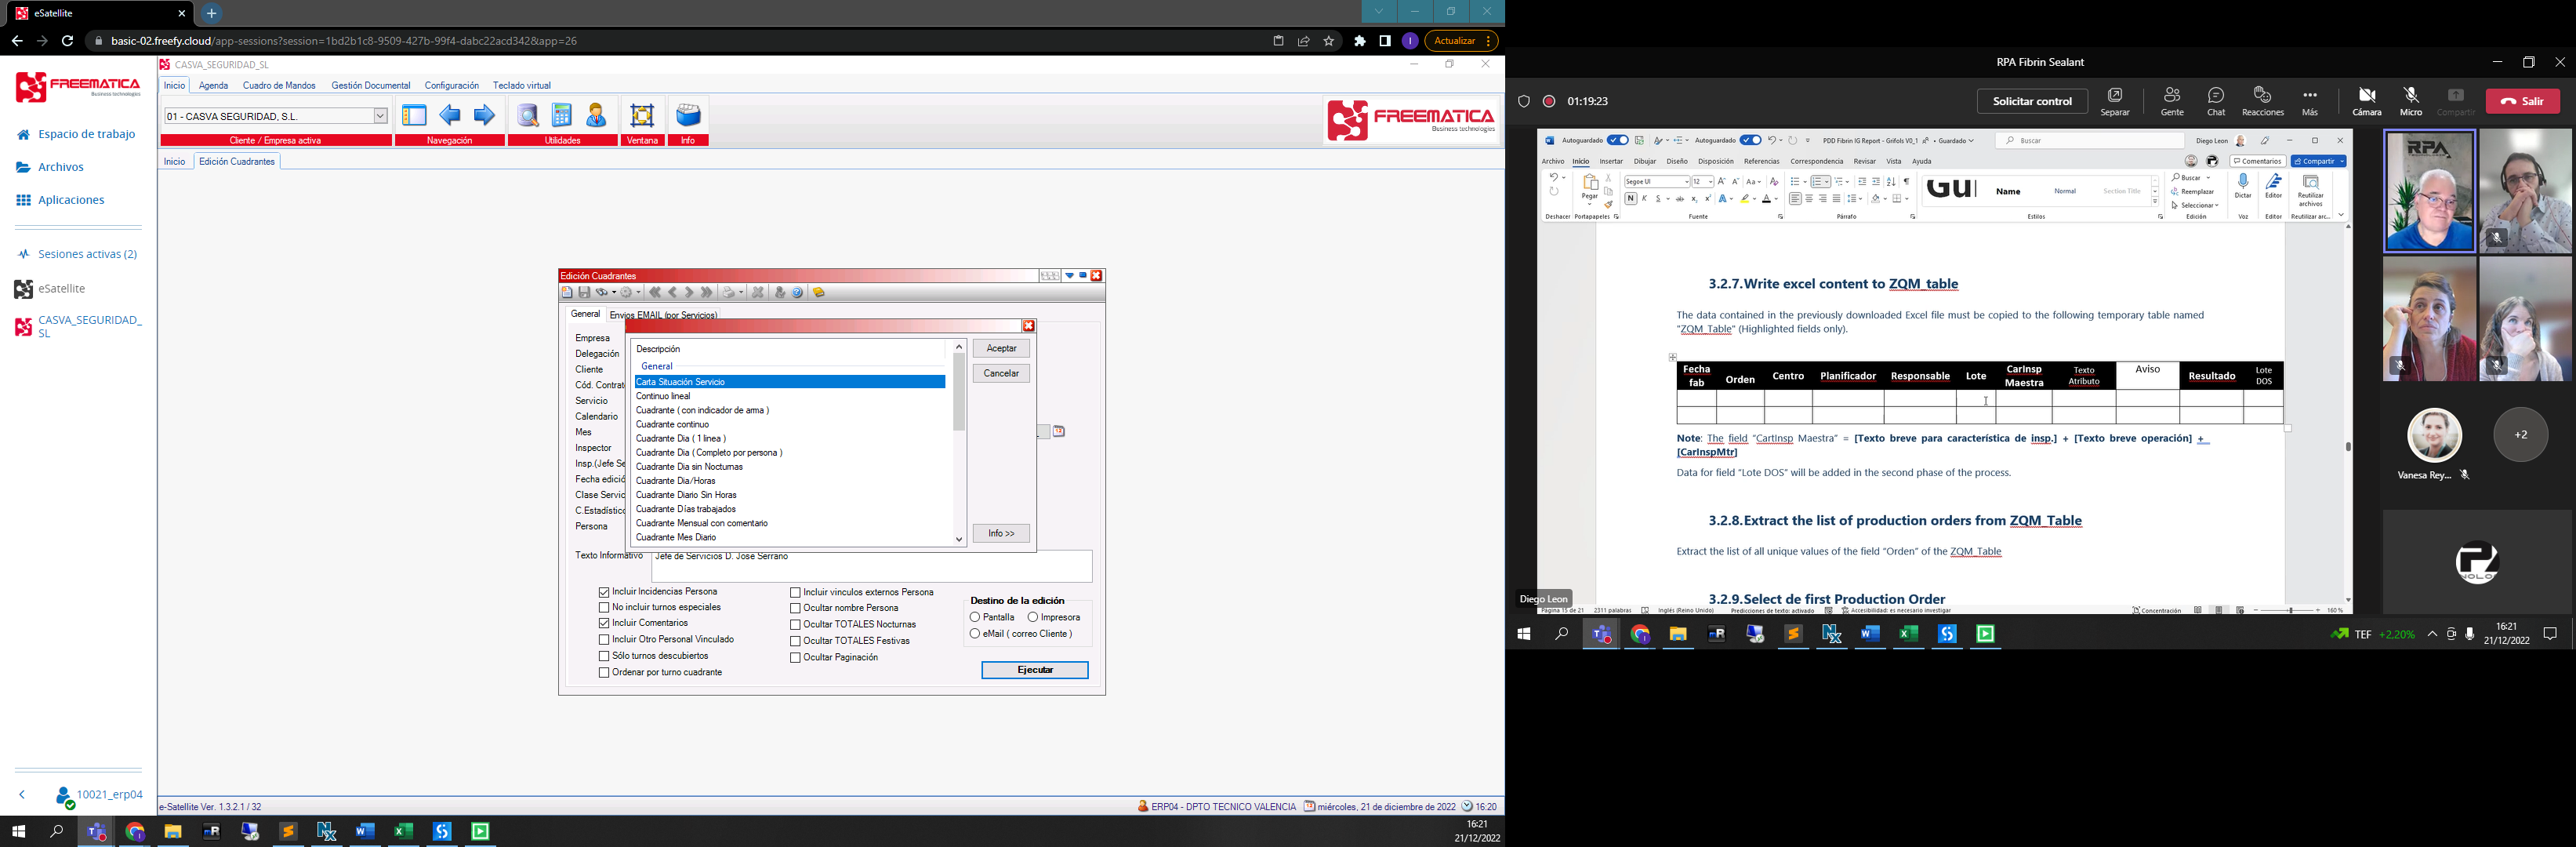 eSatellite
basic-02.freefy.cloud/app-sessions?session=1bd2b1c8-9509-427b-99f4-dabc22acd342&app=26
Actualizar
FREEMATICA
Business technologies
Espacio de trabajo
Archivos
Aplicaciones
Sesiones activas (2)
eSatellite
CASVA_SEGURIDAD_
SL
10021_erp04
CASVA_SEGURIDAD_SL
Inicio Agenda Cuadro de Mandos Gestión Documental Configuración Teclado virtual
01 - CASVA SEGURIDAD, S.L.
Cliente / Empresa activa Navegación Utilidades Ventana Info
FREEMATICA
Business technologies
Inicio Edición Cuadrantes
Edición Cuadrantes
General Envios EMAIL (por Servicios)
Empresa
Delegación
Cliente
Cód. Contrat
Servicio
Calendario
Mes
Inspector
Insp.(Jefe Se
Fecha edició
Clase Servic
C.Estadístico
Persona
Descripción
General
Carta Situación Servicio
Continuo lineal
Cuadrante ( con indicador de arma )
Cuadrante continuo
Cuadrante Dia ( 1 linea )
Cuadrante Dia ( Completo por persona )
Cuadrante Dia sin Nocturnas
Cuadrante Dia/Horas
Cuadrante Diario Sin Horas
Cuadrante Días trabajados
Cuadrante Mensual con comentario
Cuadrante Mes Diario
Aceptar
Cancelar
Info >>
Texto Informativo Jefe de Servicios D. Jose Serrano
Incluir Incidencias Persona
No incluir turnos especiales
Incluir Comentarios
Incluir Otro Personal Vinculado
Sólo turnos descubiertos
Ordenar por turno cuadrante
Incluir vinculos externos Persona
Ocultar nombre Persona
Ocultar TOTALES Nocturnas
Ocultar TOTALES Festivas
Ocultar Paginación
Destino de la edición
Pantalla Impresora
eMail ( correo Cliente )
Ejecutar
e-Satellite Ver. 1.3.2.1 / 32
ERP04 - DPTO TECNICO VALENCIA miércoles, 21 de diciembre de 2022 16:20
16:21
21/12/2022
RPA Fibrin Sealant
01:19:23
Solicitar control
Separar Gente Chat Reacciones Más Cámara Micro Compartir
Salir
Autoguardado Autoguardado PDD Fibrin IG Report - Grifols V0_1 • Guardado Buscar Diego Leon
Archivo Inicio Insertar Dibujar Diseño Disposición Referencias Correspondencia Revisar Vista Ayuda Comentarios Compartir
Pegar
Segoe UI 12
Name Normal Section Title
Buscar
Reemplazar
Seleccionar
Dictar Editor Reutilizar
archivos
Deshacer Portapapeles Fuente Párrafo Estilos Edición Voz Editor Reutilizar arc...
3.2.7.Write excel content to ZQM_table
The data contained in the previously downloaded Excel file must be copied to the following temporary table named
"ZQM_Table" (Highlighted fields only).
Fecha fab Orden Centro Planificador Responsable Lote CarInsp Maestra Texto Atributo Aviso Resultado Lote DOS
Note: The field "CartInsp Maestra" = [Texto breve para característica de insp.] + [Texto breve operación] +
[CarInspMtr]
Data for field "Lote DOS" will be added in the second phase of the process.
3.2.8.Extract the list of production orders from ZQM_Table
Extract the list of all unique values of the field "Orden" of the ZQM_Table
3.2.9.Select de first Production Order
Diego Leon
Página 15 de 21 2311 palabras Inglés (Reino Unido) Predicciones de texto: activado Accesibilidad: es necesario investigar Concentración 160 %
RPA
Vanesa Rey...
+2
TEF +2,20%
16:21
21/12/2022